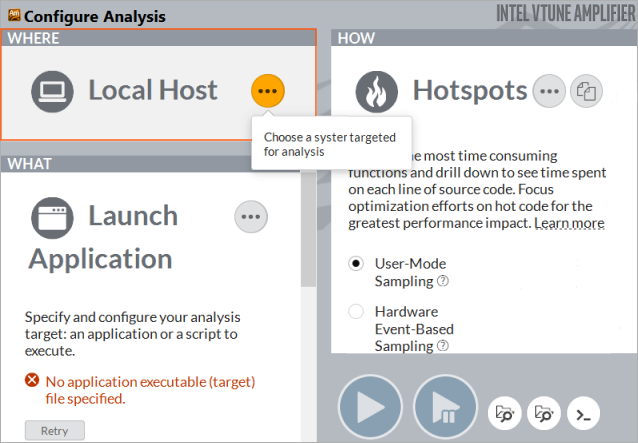 Configure Analysis
INTEL VTUNE AMPLIFIER
WHERE
Local Host
Choose a syster targeted
for analysis
WHAT
Launch
Application
Specify and configure your analysis
target: an application or a script to
execute.
No application executable (target)
file specified.
Retry
HOW
Hotspots
most time consuming
functions and drill down to see time spent
on each line of source code. Focus
optimization efforts on hot code for the
greatest performance impact. Learn more
User-Mode
Sampling ?
Hardware
Event-Based
Sampling ?